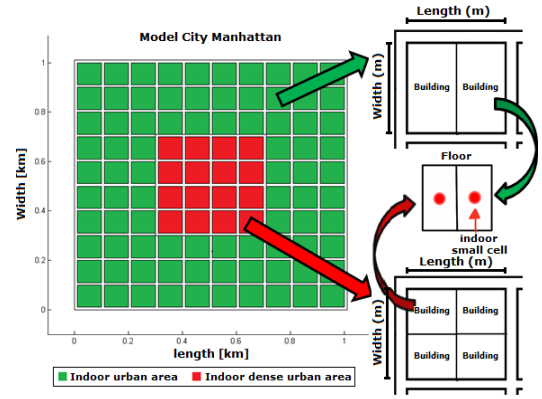 Model City Manhattan
Width [km]
1
0.8
0.6
0.4
0.2
0
0 0.2 0.4 0.6 0.8 1
length [km]
Indoor urban area Indoor dense urban area
Length (m)
Width (m)
Building Building
Floor
indoor
small cell
Length (m)
Width (m)
Building Building
Building Building